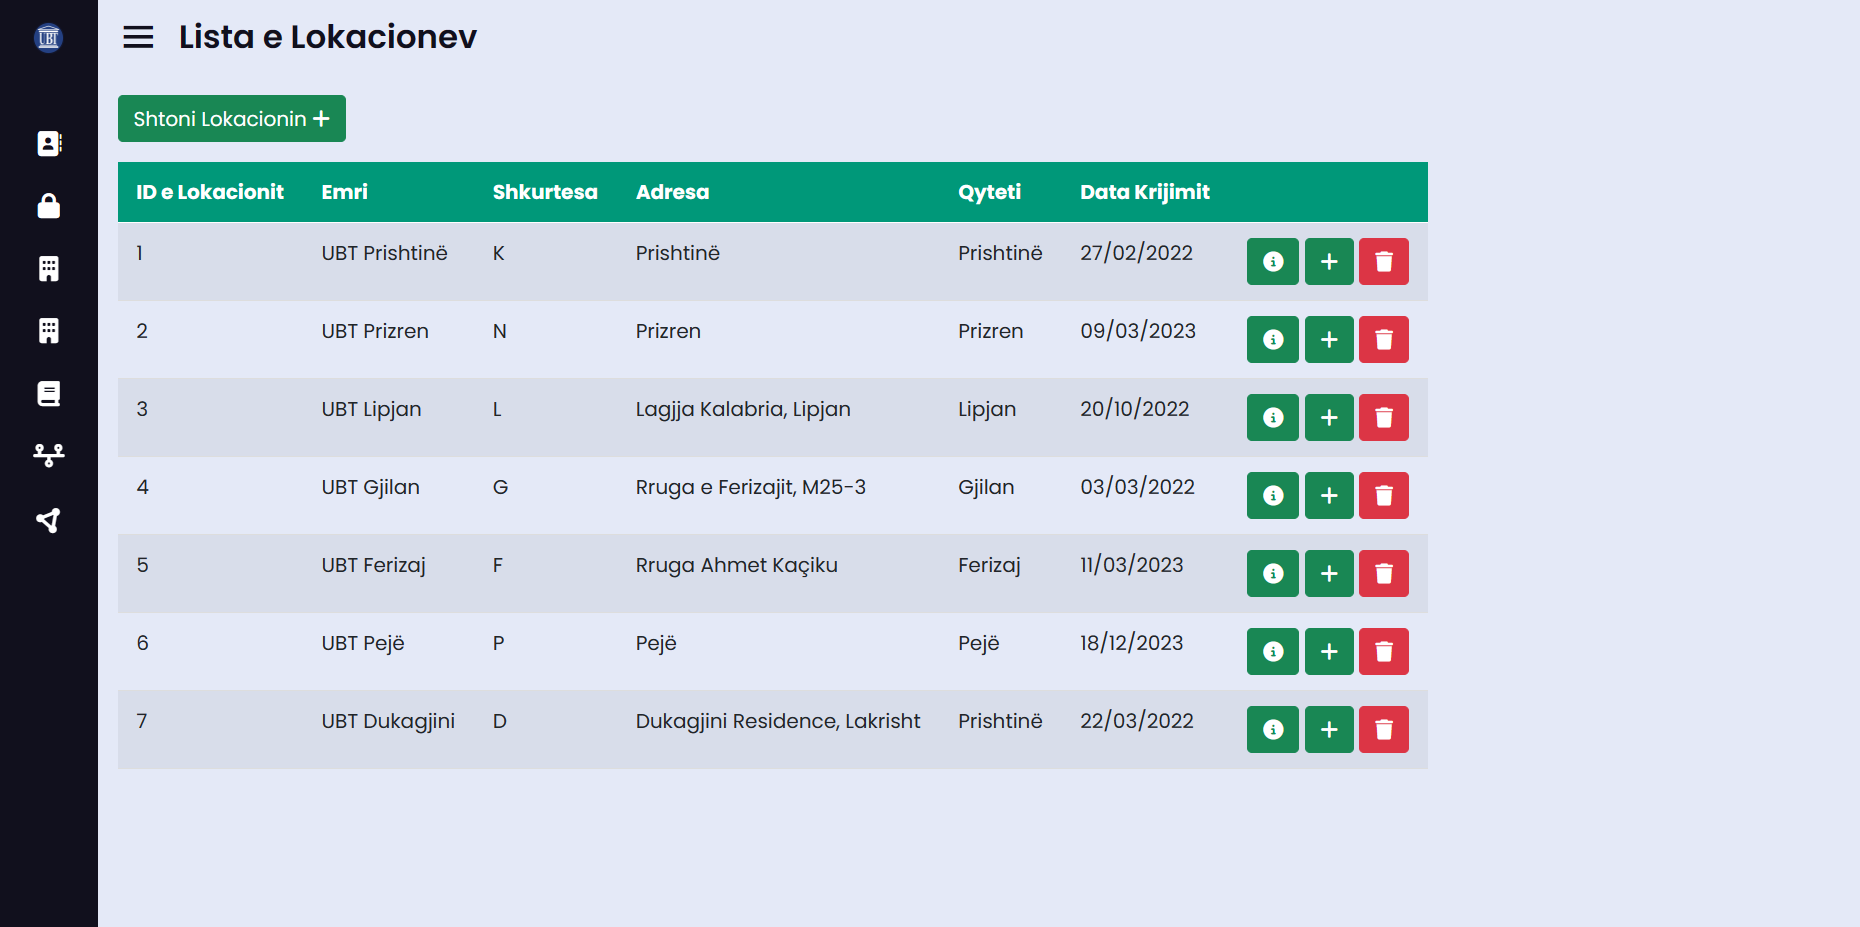 UBT
Lista e Lokacionev
Shtoni Lokacionin +
ID e Lokacionit Emri Shkurtesa Adresa Qyteti Data Krijimit
1 UBT Prishtinë K Prishtinë Prishtinë 27/02/2022
2 UBT Prizren N Prizren Prizren 09/03/2023
3 UBT Lipjan L Lagjja Kalabria, Lipjan Lipjan 20/10/2022
4 UBT Gjilan G Rruga e Ferizajit, M25-3 Gjilan 03/03/2022
5 UBT Ferizaj F Rruga Ahmet Kaçiku Ferizaj 11/03/2023
6 UBT Pejë P Pejë Pejë 18/12/2023
7 UBT Dukagjini D Dukagjini Residence, Lakrisht Prishtinë 22/03/2022